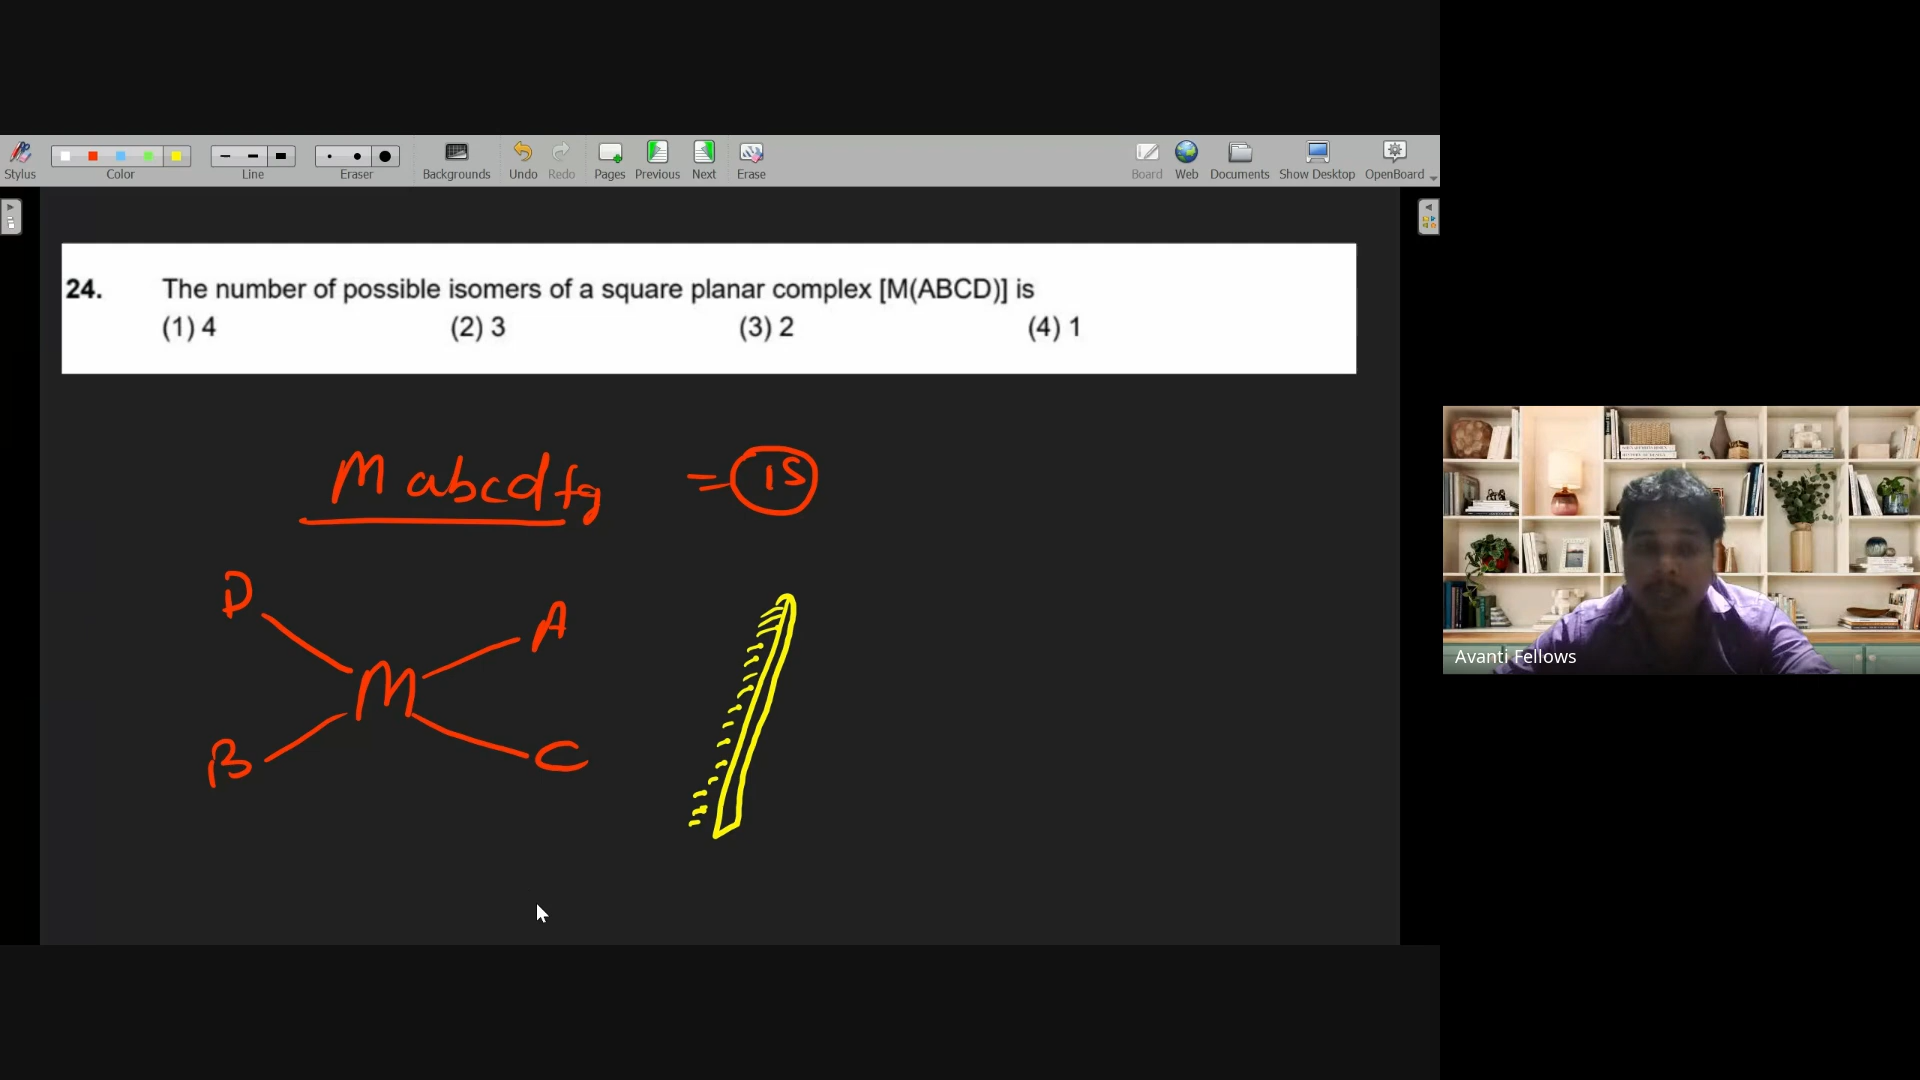 Stylus Color Line Eraser Backgrounds Undo Redo Pages Previous Next Erase Board Web Documents Show Desktop OpenBoard
24. The number of possible isomers of a square planar complex [M(ABCD)] is
(1) 4 (2) 3 (3) 2 (4) 1
M abcdfg = 15
D A
M
B C
Avanti Fellows